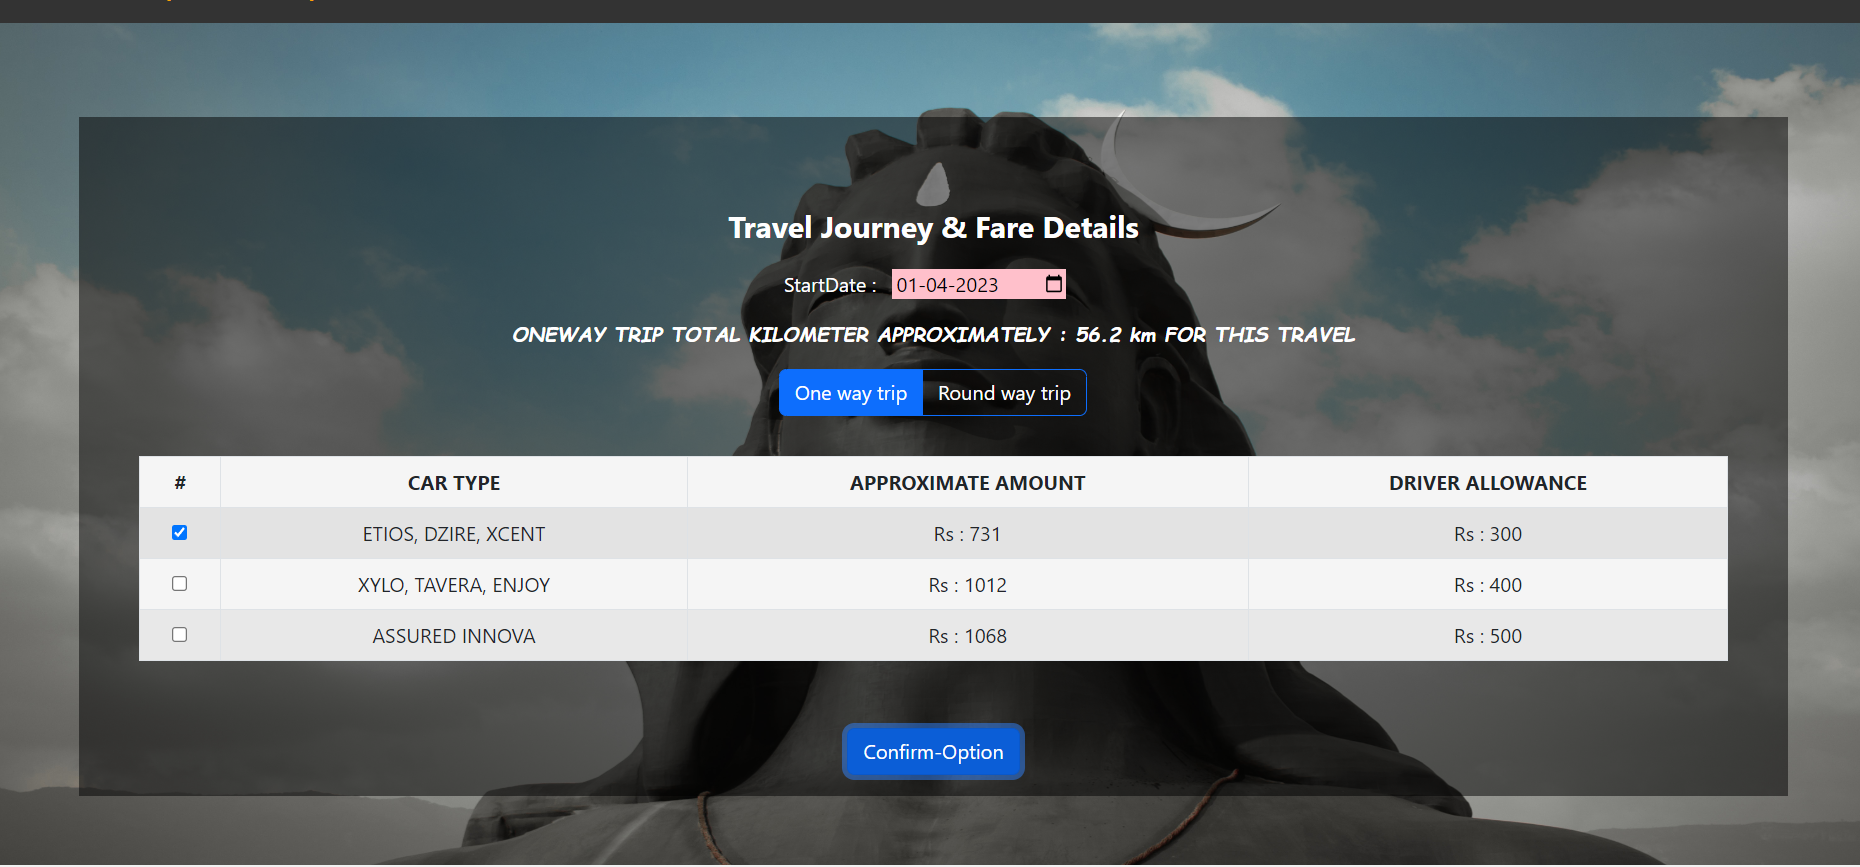 Travel Journey & Fare Details
StartDate : 01-04-2023
ONEWAY TRIP TOTAL KILOMETER APPROXIMATELY : 56.2 km FOR THIS TRAVEL
One way trip Round way trip
# CAR TYPE APPROXIMATE AMOUNT DRIVER ALLOWANCE
ETIOS, DZIRE, XCENT Rs : 731 Rs : 300
XYLO, TAVERA, ENJOY Rs : 1012 Rs : 400
ASSURED INNOVA Rs : 1068 Rs : 500
Confirm-Option